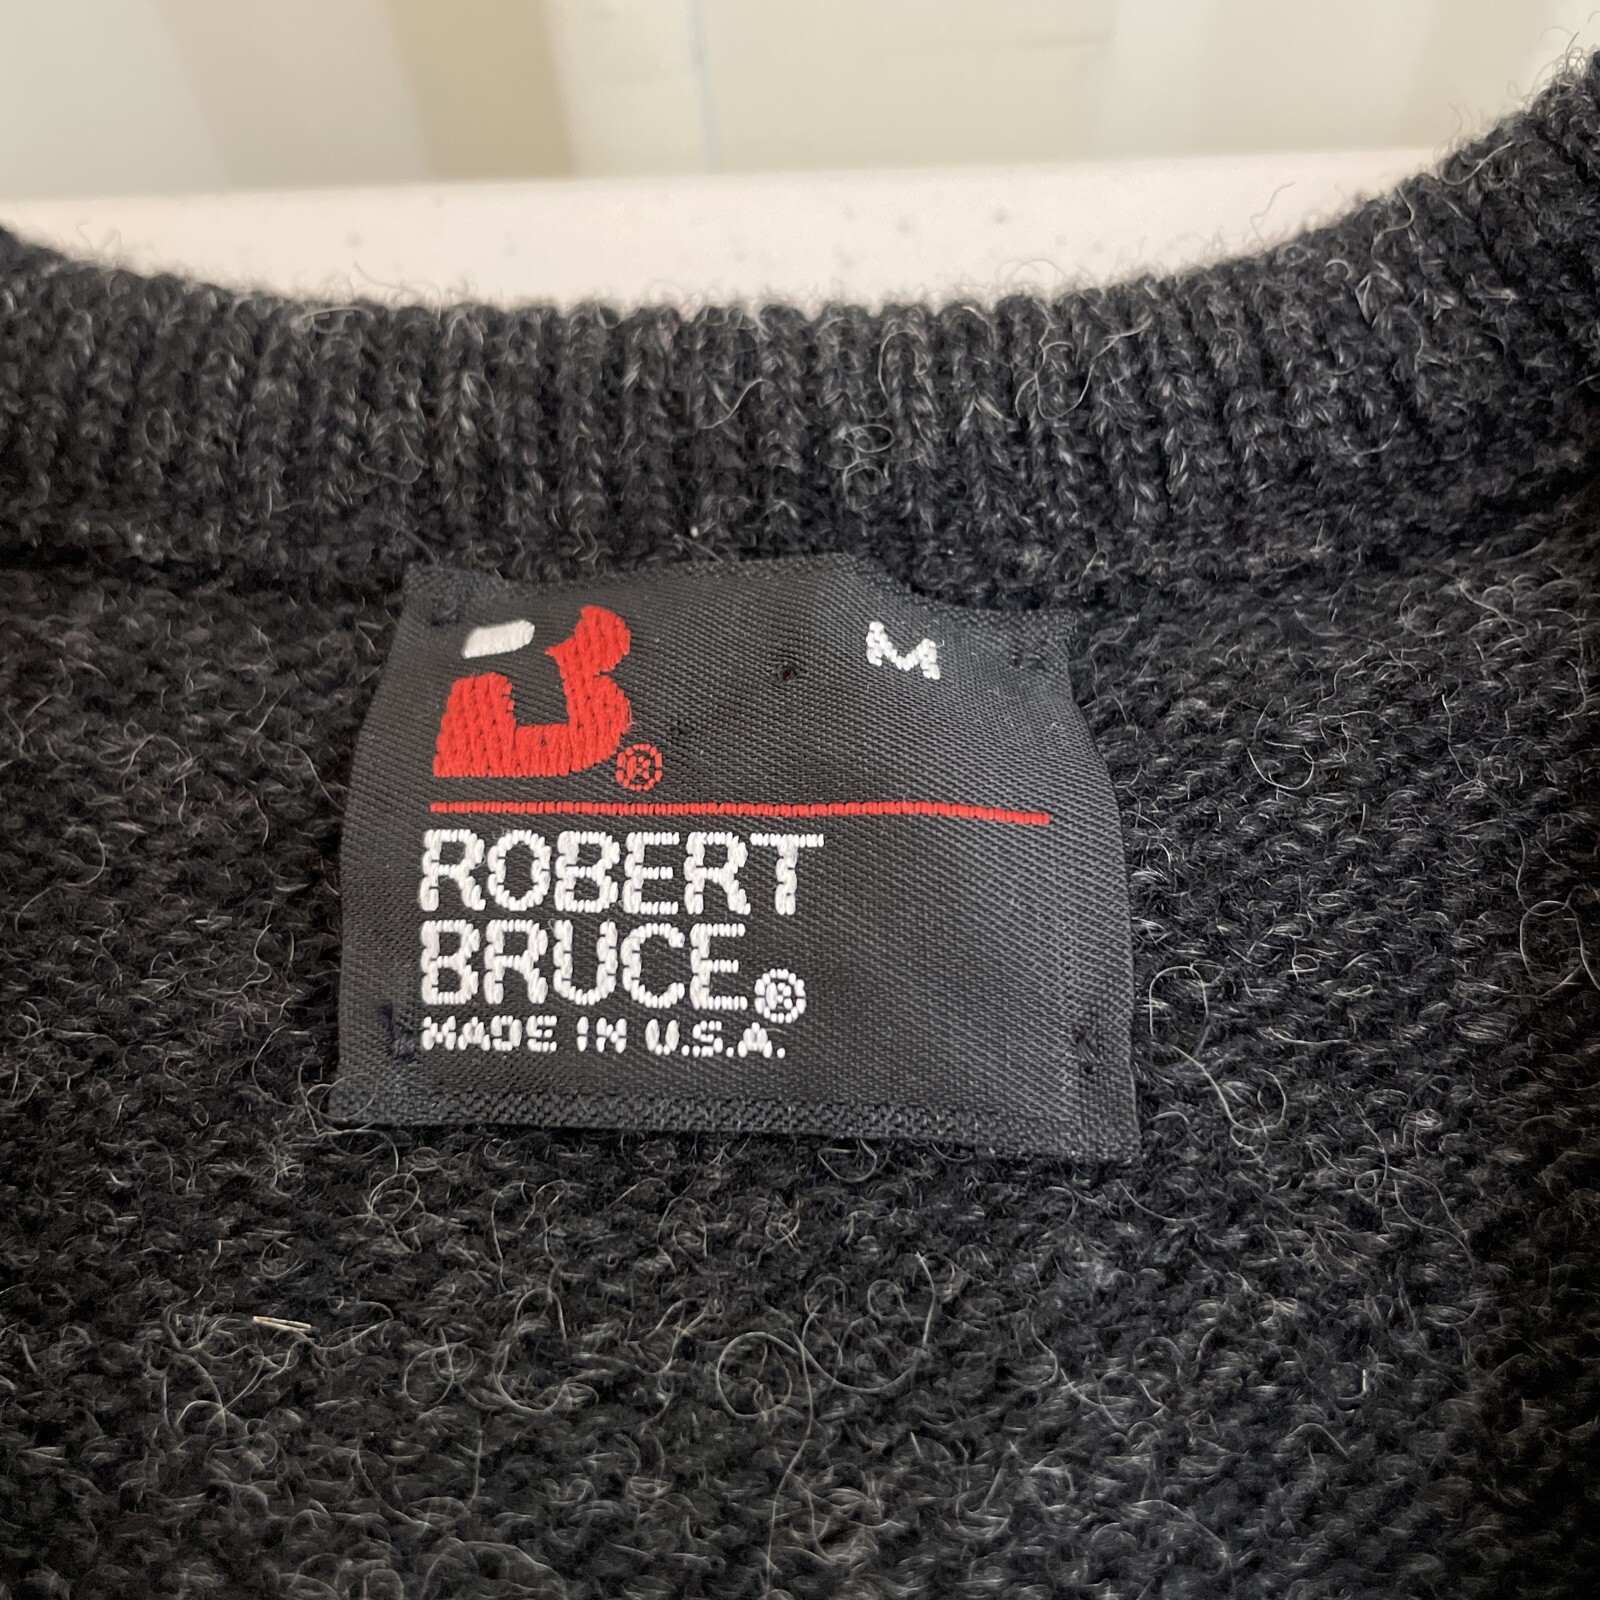 M
®
ROBERT
BRUCE®
MADE IN U.S.A.